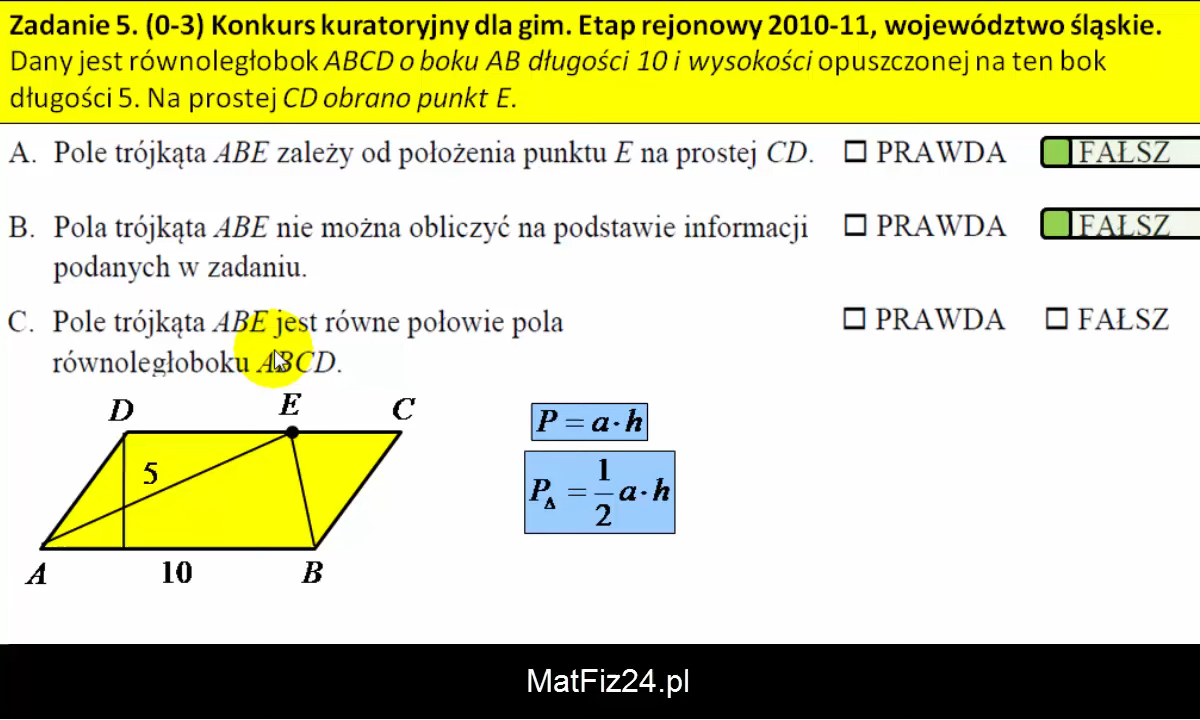 Zadanie 5. (0-3) Konkurs kuratoryjny dla gim. Etap rejonowy 2010-11, województwo śląskie.
Dany jest równoległobok ABCD o boku AB długości 10 i wysokości opuszczonej na ten bok
długości 5. Na prostej CD obrano punkt E.
A. Pole trójkąta ABE zależy od położenia punktu E na prostej CD. PRAWDA FAŁSZ
B. Pola trójkąta ABE nie można obliczyć na podstawie informacji PRAWDA FAŁSZ
podanych w zadaniu.
C. Pole trójkąta ABE jest równe połowie pola PRAWDA FAŁSZ
równoległoboku ABCD.
D E C
P = a · h
5
P△ = 1/2 a · h
A 10 B
MatFiz24.pl